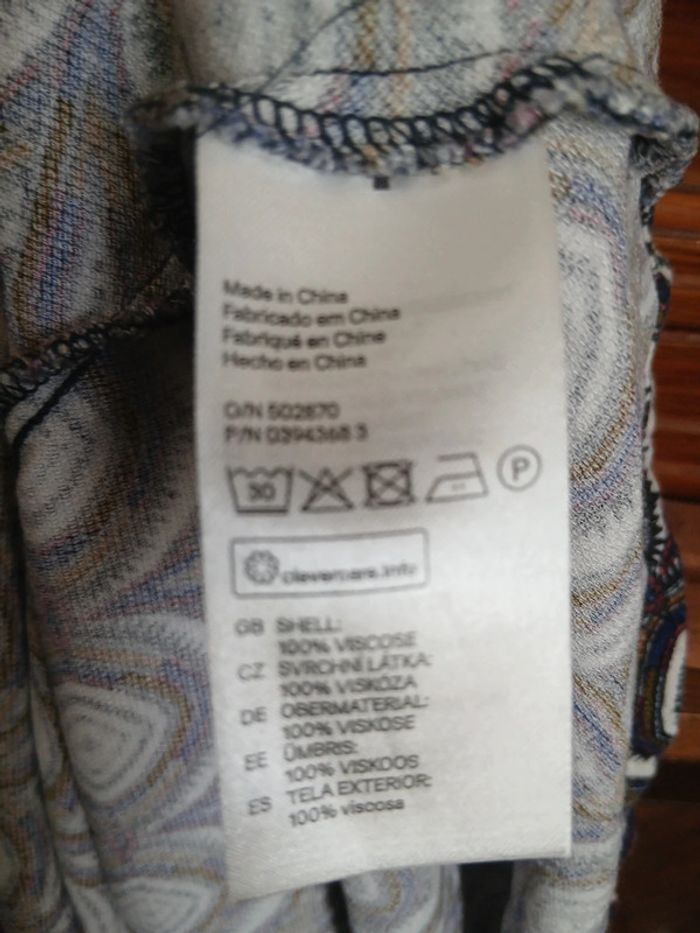 Made in China
Fabricado em China
Fabriqué en Chine
Hecho en China
O/N 502870
P/N 0394368 3
30
P
clevercare.info
GB SHELL:
100% VISCOSE
CZ SVRCHNÍ LÁTKA:
100% VISKÓZA
DE OBERMATERIAL:
100% VISKOSE
EE ÜMBRIS:
100% VISKOOS
ES TELA EXTERIOR:
100% viscosa